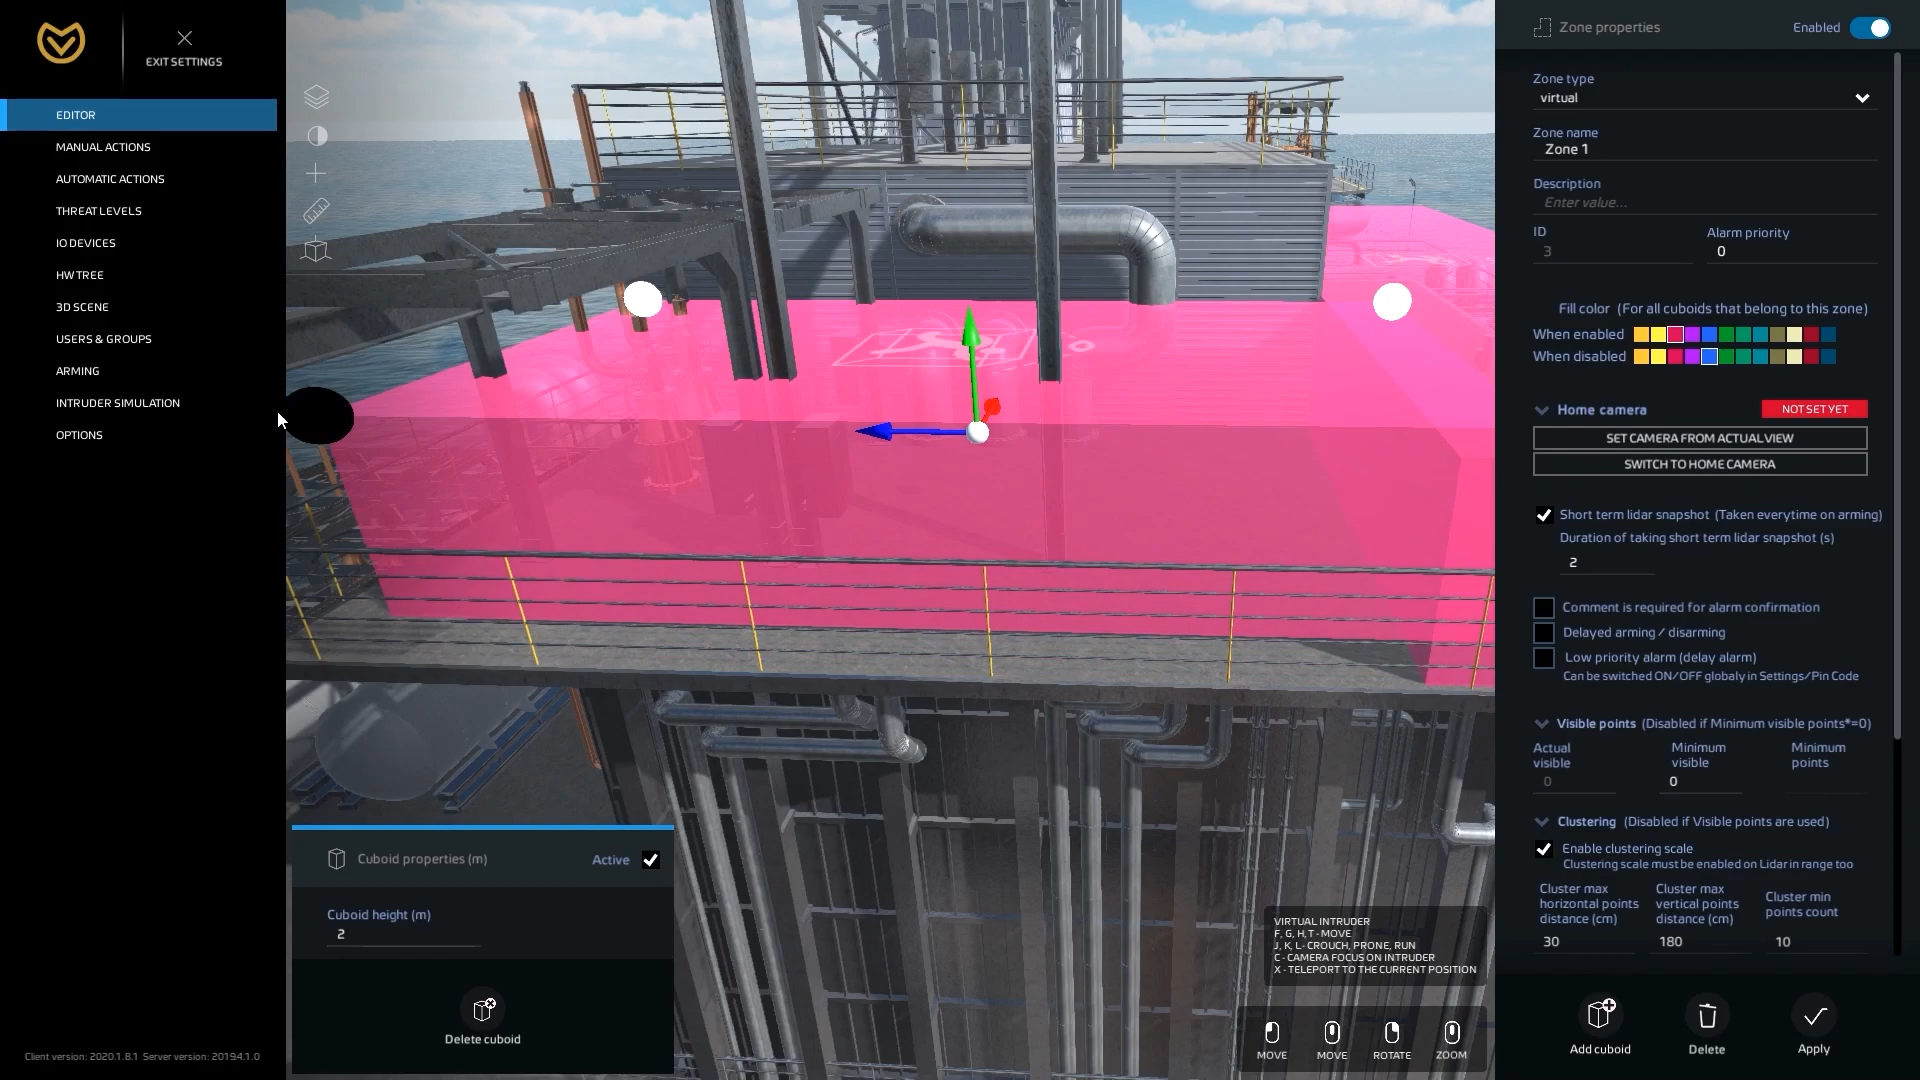 EXIT SETTINGS
EDITOR
MANUAL ACTIONS
AUTOMATIC ACTIONS
THREAT LEVELS
IO DEVICES
HW TREE
3D SCENE
USERS & GROUPS
ARMING
INTRUDER SIMULATION
OPTIONS
Client version: 2020.1.8.1 Server version: 2019.4.1.0
Cuboid properties (m)
Active
Cuboid height (m)
2
Delete cuboid
VIRTUAL INTRUDER
F, G, H, T - MOVE
J, K, L - CROUCH, PRONE, RUN
C - CAMERA FOCUS ON INTRUDER
X - TELEPORT TO THE CURRENT POSITION
MOVE MOVE ROTATE ZOOM
Zone properties
Enabled
Zone type
virtual
Zone name
Zone 1
Description
Enter value...
ID Alarm priority
3 0
Fill color (For all cuboids that belong to this zone)
When enabled
When disabled
Home camera NOT SET YET
SET CAMERA FROM ACTUAL VIEW
SWITCH TO HOME CAMERA
Short term lidar snapshot (Taken everytime on arming)
Duration of taking short term lidar snapshot (s)
2
Comment is required for alarm confirmation
Delayed arming / disarming
Low priority alarm (delay alarm)
Can be switched ON/OFF globaly in Settings/Pin Code
Visible points (Disabled if Minimum visible points*=0)
Actual visible
Minimum visible
Minimum points
0 0
Clustering (Disabled if Visible points are used)
Enable clustering scale
Clustering scale must be enabled on Lidar in range too
Cluster max horizontal points distance (cm)
Cluster max vertical points distance (cm)
Cluster min points count
30 180 10
Add cuboid Delete Apply